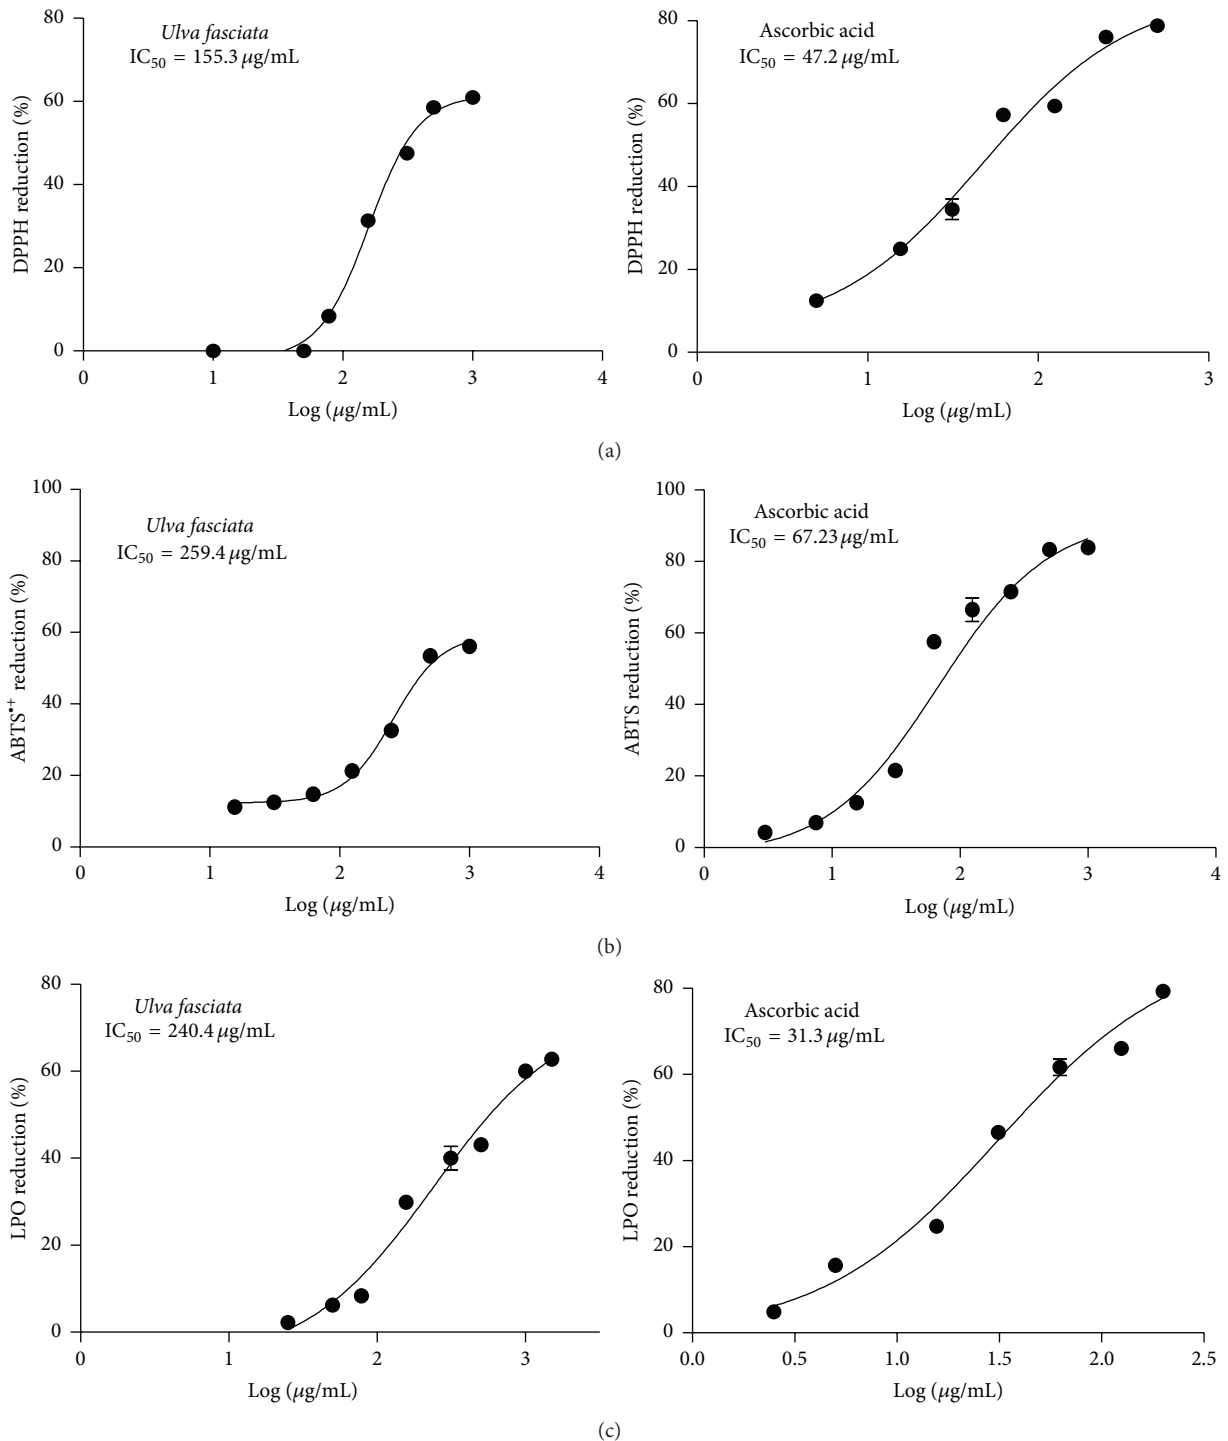 Ulva fasciata
IC50 = 155.3 μg/mL
DPPH reduction (%)
80
60
40
20
0
0 1 2 3 4
Log (μg/mL)
Ascorbic acid
IC50 = 47.2 μg/mL
DPPH reduction (%)
80
60
40
20
0
0 1 2 3
Log (μg/mL)
(a)
Ulva fasciata
IC50 = 259.4 μg/mL
ABTS•+ reduction (%)
100
80
60
40
20
0
0 1 2 3 4
Log (μg/mL)
Ascorbic acid
IC50 = 67.23 μg/mL
ABTS reduction (%)
100
80
60
40
20
0
0 1 2 3 4
Log (μg/mL)
(b)
Ulva fasciata
IC50 = 240.4 μg/mL
LPO reduction (%)
80
60
40
20
0
0 1 2 3
Log (μg/mL)
Ascorbic acid
IC50 = 31.3 μg/mL
LPO reduction (%)
80
60
40
20
0
0.0 0.5 1.0 1.5 2.0 2.5
Log (μg/mL)
(c)